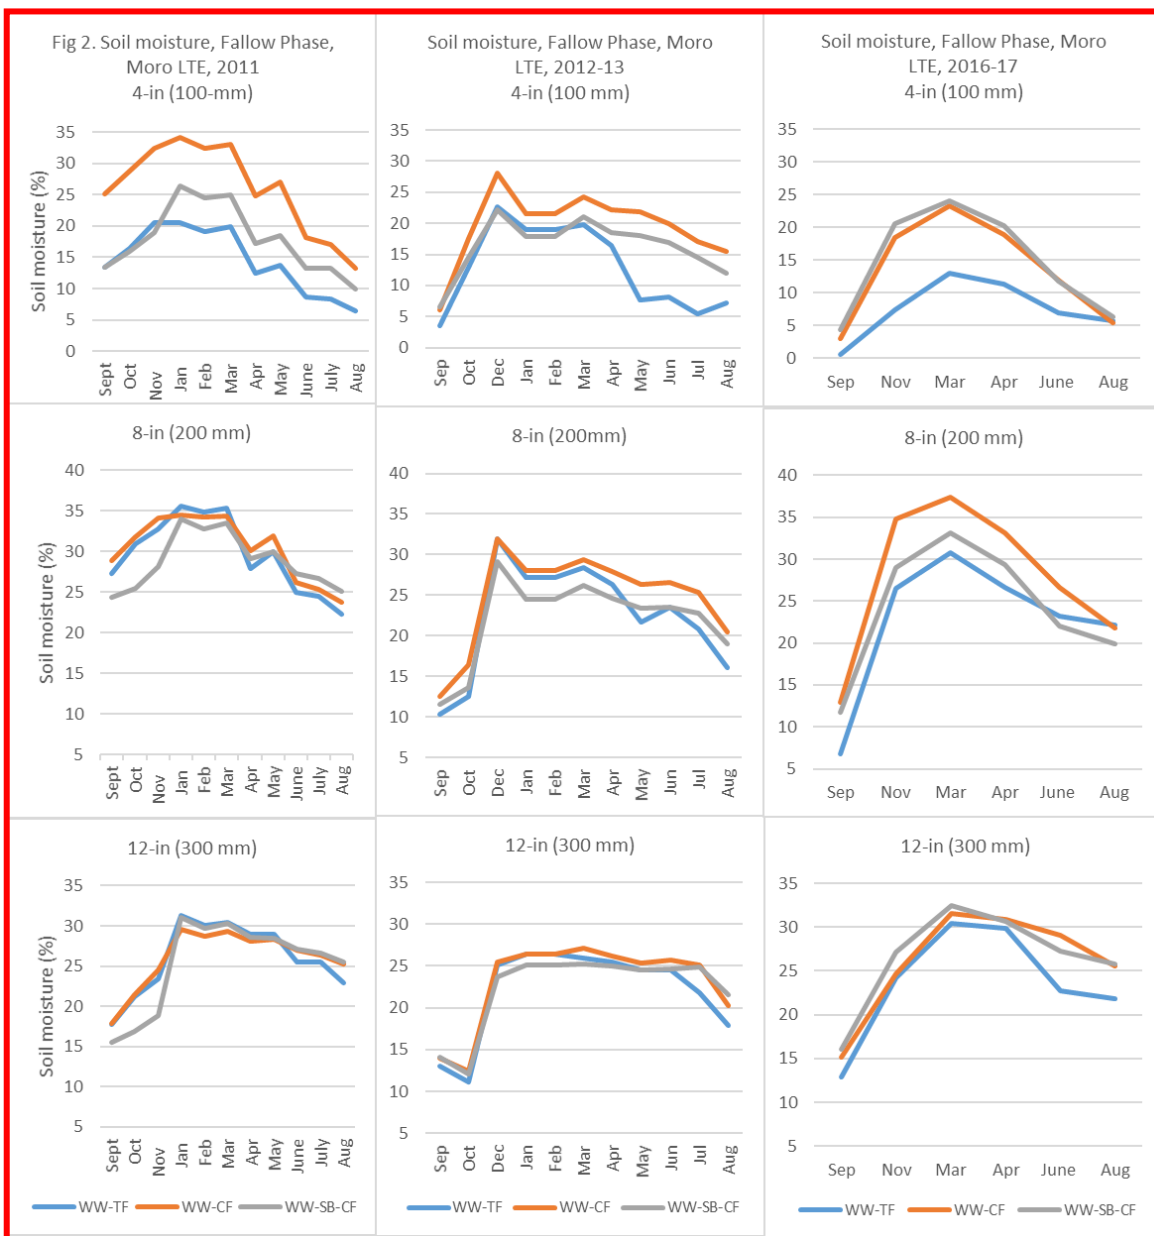 Fig 2. Soil moisture, Fallow Phase,
Moro LTE, 2011
4-in (100-mm)
Soil moisture (%)
35
30
25
20
15
10
5
0
Sept Oct Nov Jan Feb Mar Apr May June July Aug
Soil moisture, Fallow Phase, Moro
LTE, 2012-13
4-in (100 mm)
35
30
25
20
15
10
5
0
Sep Oct Dec Jan Feb Mar Apr May Jun Jul Aug
Soil moisture, Fallow Phase, Moro
LTE, 2016-17
4-in (100 mm)
35
30
25
20
15
10
5
0
Sep Nov Mar Apr June Aug
8-in (200 mm)
Soil moisture (%)
40
35
30
25
20
15
10
5
Sept Oct Nov Jan Feb Mar Apr May June July Aug
8-in (200mm)
40
35
30
25
20
15
10
5
Sep Oct Dec Jan Feb Mar Apr May Jun Jul Aug
8-in (200 mm)
40
35
30
25
20
15
10
5
Sep Nov Mar Apr June Aug
12-in (300 mm)
Soil moisture (%)
35
30
25
20
15
10
5
Sept Oct Nov Jan Feb Mar Apr May June July Aug
WW-TF WW-CF WW-SB-CF
12-in (300 mm)
35
30
25
20
15
10
5
Sep Oct Dec Jan Feb Mar Apr May Jun Jul Aug
WW-TF WW-CF WW-SB-CF
12-in (300 mm)
35
30
25
20
15
10
5
Sep Nov Mar Apr June Aug
WW-TF WW-CF WW-SB-CF